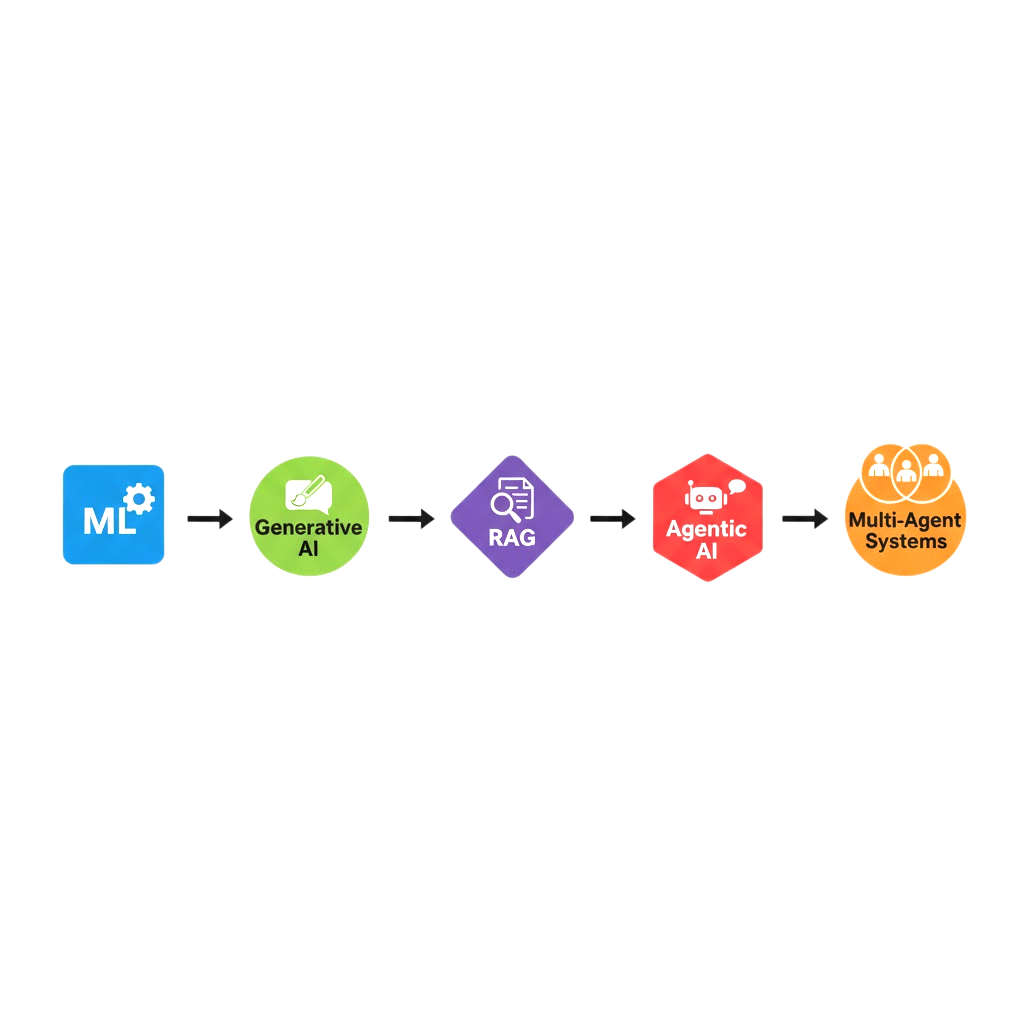 ML
Generative
AI
RAG
Agentic
AI
Multi-Agent
Systems